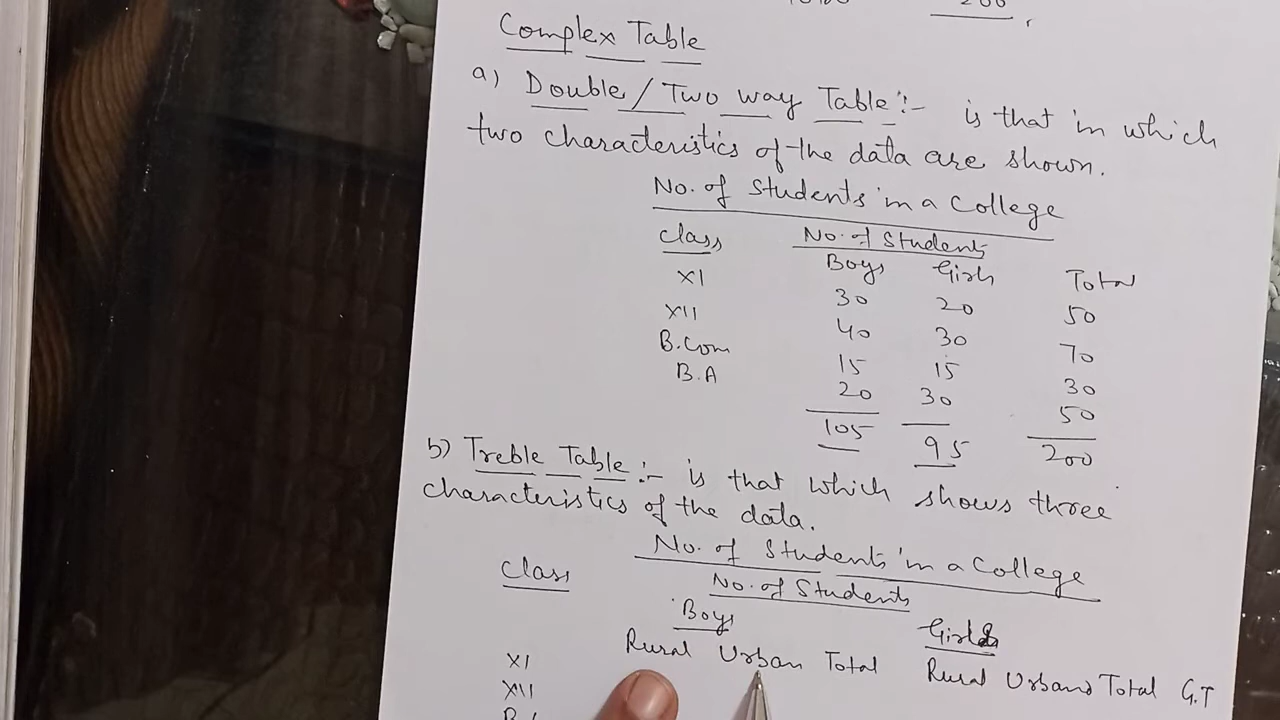 200
Complex Table
a) Double/Two way Table:- is that in which
two characteristics of the data are shown.
No. of Students in a College
Class No. of Students
Boys Girls Total
XI 30 20 50
XII 40 30 70
B.Com 15 15 30
B.A 20 30 50
105 95 200
b) Treble Table:- is that which shows three
characteristics of the data.
No. of Students in a College
Class No. of Students
Boys Girls
Rural Urban Total Rural Urban Total G.T
XI
XII